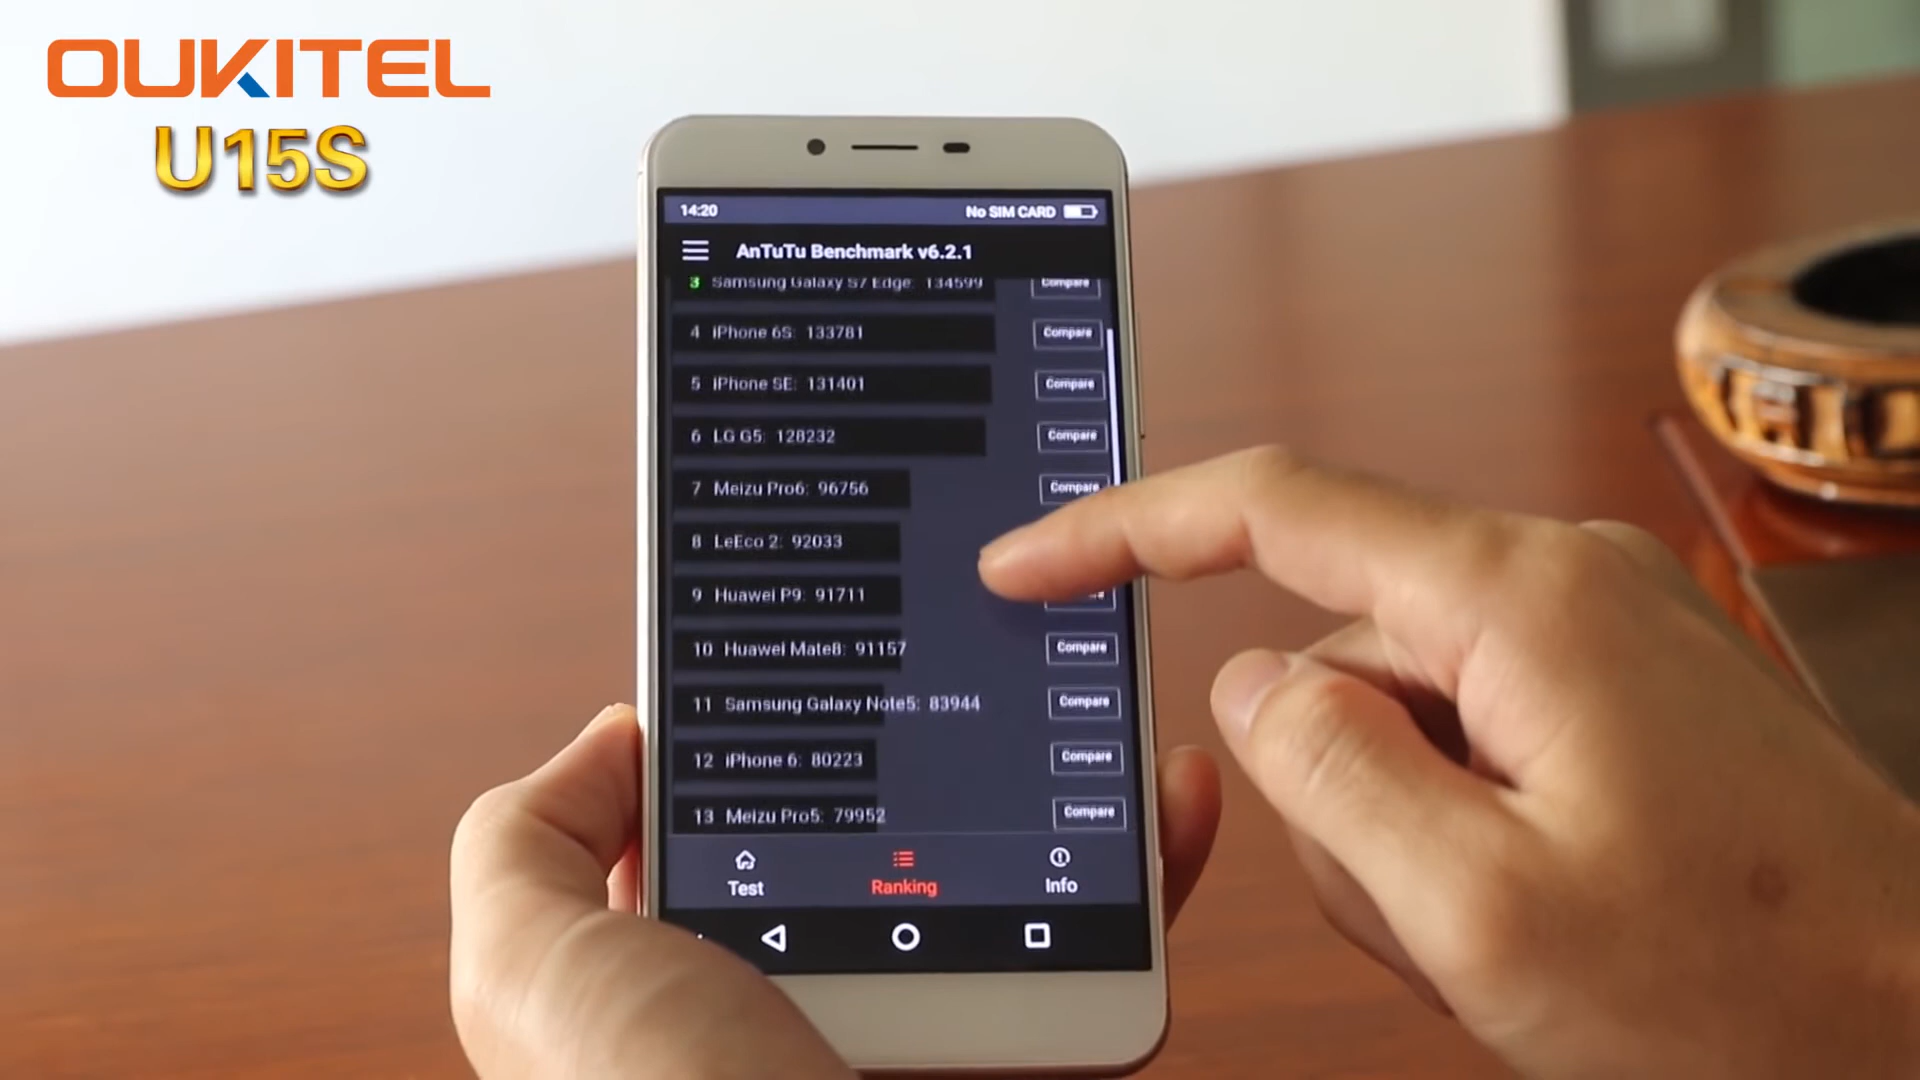 OUKITEL
U15S
14:20 No SIM CARD
AnTuTu Benchmark v6.2.1
3 Samsung Galaxy S7 Edge: 134599 Compare
4 iPhone 6S: 133781 Compare
5 iPhone SE: 131401 Compare
6 LG G5: 128232 Compare
7 Meizu Pro6: 96756 Compare
8 LeEco 2: 92033
9 Huawei P9: 91711
10 Huawei Mate8: 91157 Compare
11 Samsung Galaxy Note5: 83944 Compare
12 iPhone 6: 80223 Compare
13 Meizu Pro5: 79952 Compare
Test Ranking Info